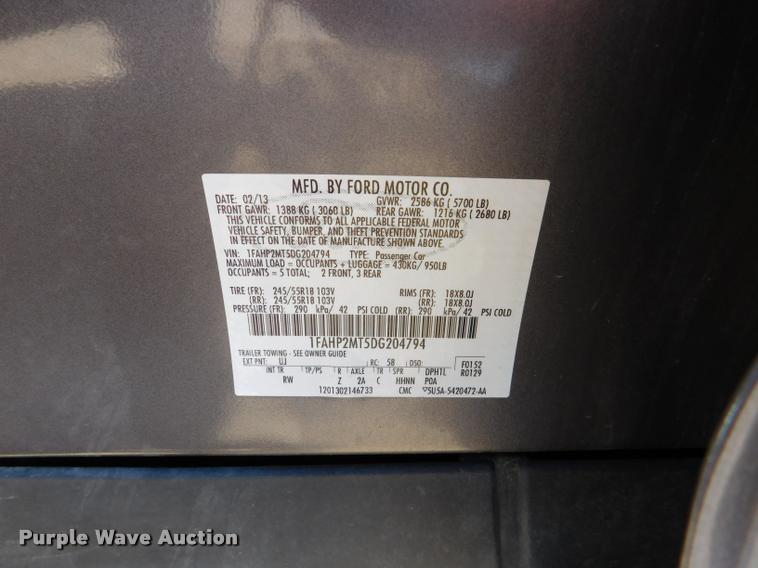 MFD. BY FORD MOTOR CO.
DATE: 02/13 GVWR: 2586 KG ( 5700 LB)
FRONT GAWR: 1388 KG ( 3060 LB) REAR GAWR: 1216 KG ( 2680 LB)
THIS VEHICLE CONFORMS TO ALL APPLICABLE FEDERAL MOTOR
VEHICLE SAFETY, BUMPER, AND THEFT PREVENTION STANDARDS
IN EFFECT ON THE DATE OF MANUFACTURE SHOWN ABOVE.
VIN: 1FAHP2MT5DG204794 TYPE: Passenger Car
MAXIMUM LOAD = OCCUPANTS + LUGGAGE = 430KG/ 950LB
OCCUPANTS = 5 TOTAL; 2 FRONT, 3 REAR
TIRE (FR): 245/55R18 103V RIMS (FR): 18X8.0J
(RR): 245/55R18 103V (RR): 18X8.0J
PRESSURE (FR): 290 kPa/ 42 PSI COLD (RR): 290 kPa/ 42 PSI COLD
1FAHP2MT5DG204794
TRAILER TOWING - SEE OWNER GUIDE
EXT PNT: UJ RC: 58 DSO: F0152
INT TR TP/PS R AXLE TR SPR DPHTL R0129
RW Z 2A C HHNN POA
1201302146733 CMC 5U5A-5420472-AA
Purple Wave Auction